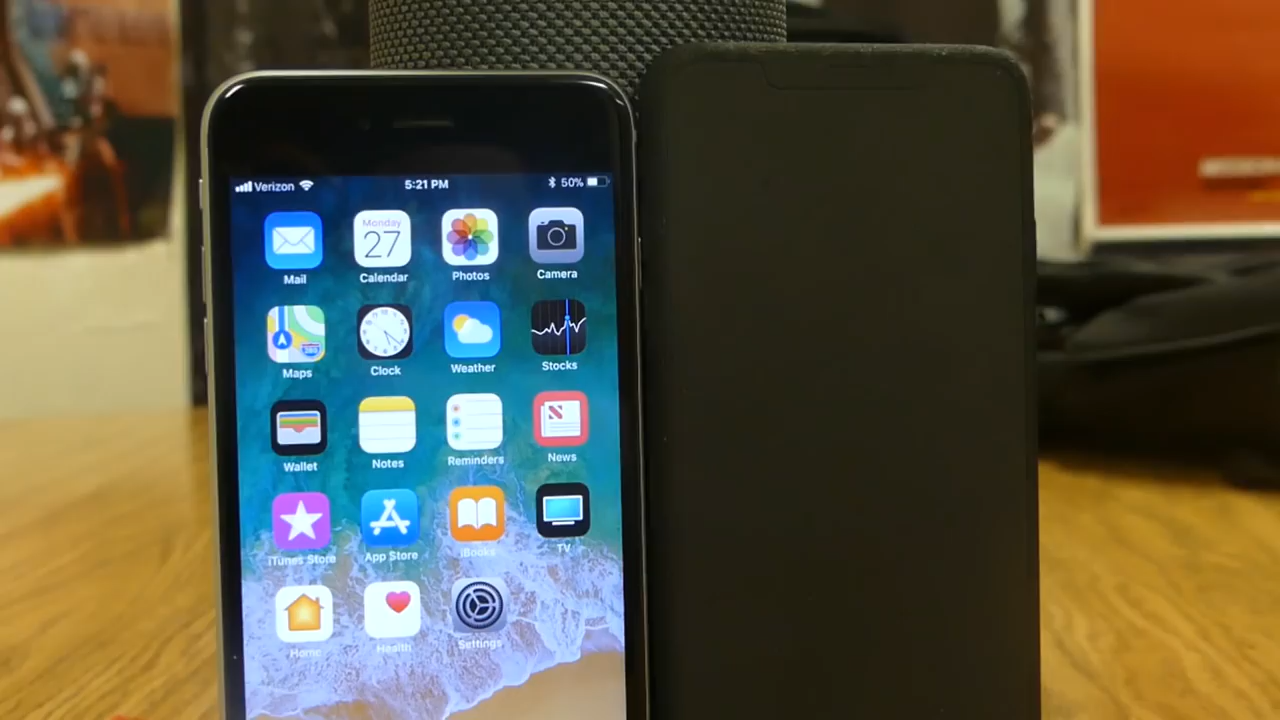 Verizon 5:21 PM 50%
Monday
27
Mail Calendar Photos Camera
280
Maps Clock Weather Stocks
Wallet Notes Reminders News
iTunes Store App Store iBooks TV
Home Health Settings